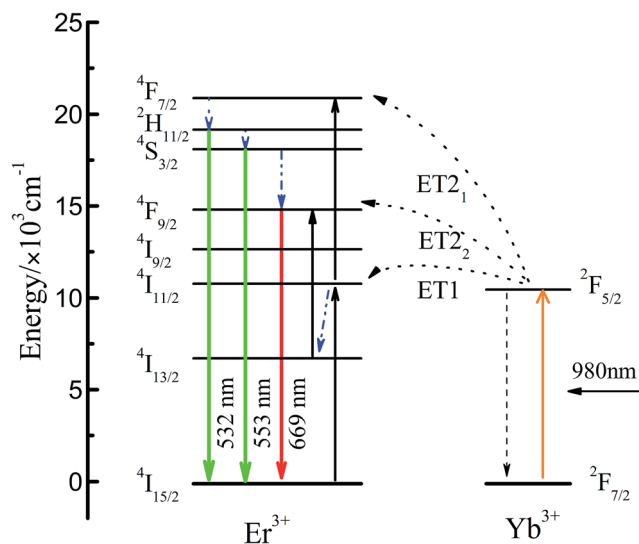 25
20
15
10
5
0
Energy/×10³cm⁻¹
⁴F₇/₂
²H₁₁/₂
⁴S₃/₂
⁴F₉/₂
⁴I₉/₂
⁴I₁₁/₂
⁴I₁₃/₂
⁴I₁₅/₂
532 nm
553 nm
669 nm
ET2₁
ET2₂
ET1
²F₅/₂
980nm
²F₇/₂
Er³⁺
Yb³⁺